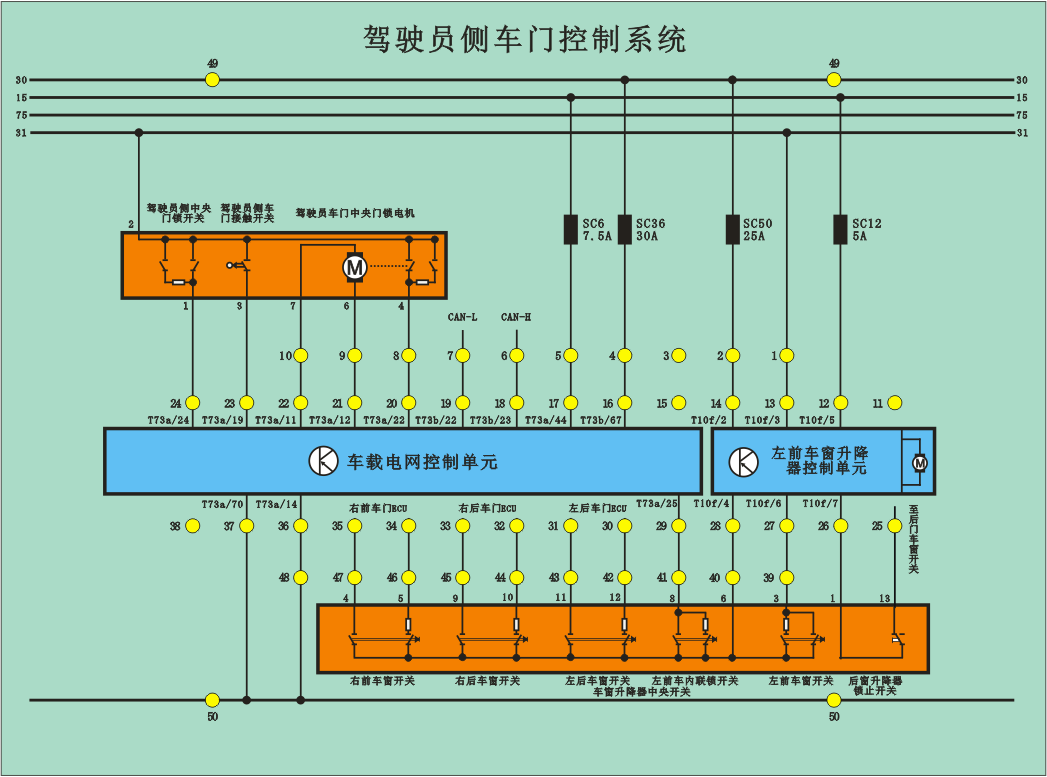 驾驶员侧车门控制系统
49 49
30 30
15 15
75 75
31 31
驾驶员侧中央
门锁开关
驾驶员侧车
门接触开关
驾驶员车门中央门锁电机
2
SC6
7.5A
SC36
30A
SC50
25A
SC12
5A
M
1 3 7 6 4
CAN-L CAN-H
10 9 8 7 6 5 4 3 2 1
24 23 22 21 20 19 18 17 16 15 14 13 12 11
T73a/24 T73a/19 T73a/11 T73a/12 T73a/22 T73b/22 T73b/23 T73a/44 T73b/67 T10f/2 T10f/3 T10f/5
车载电网控制单元
左前车窗升降
器控制单元
M
T73a/70 T73a/14 T73a/25 T10f/4 T10f/6 T10f/7
右前车门ECU 右后车门ECU 左后车门ECU
至后门车窗开关
38 37 36 35 34 33 32 31 30 29 28 27 26 25
48 47 46 45 44 43 42 41 40 39
4 5 9 10 11 12 8 6 3 1 13
右前车窗开关 右后车窗开关 左后车窗开关 左前车内联锁开关 左前车窗开关
后窗升降器
锁止开关
车窗升降器中央开关
50 50